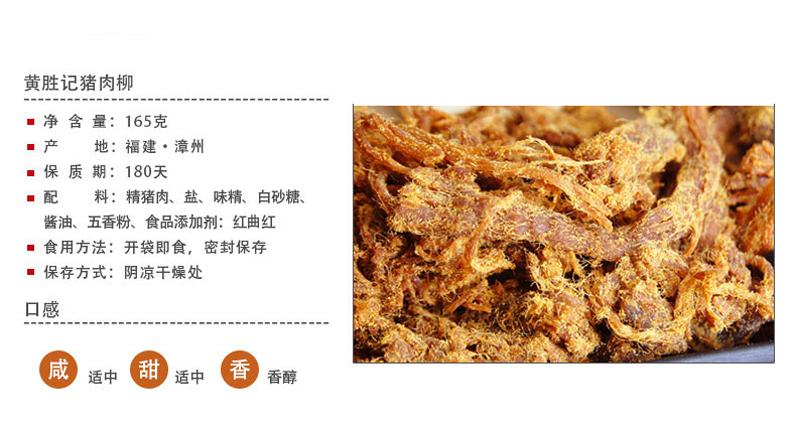 黄胜记猪肉柳
净 含 量：165克
产 地：福建·漳州
保 质 期：180天
配 料：精猪肉、盐、味精、白砂糖、
酱油、五香粉、食品添加剂：红曲红
食用方法：开袋即食，密封保存
保存方式：阴凉干燥处
口感
咸 适中 甜 适中 香 香醇